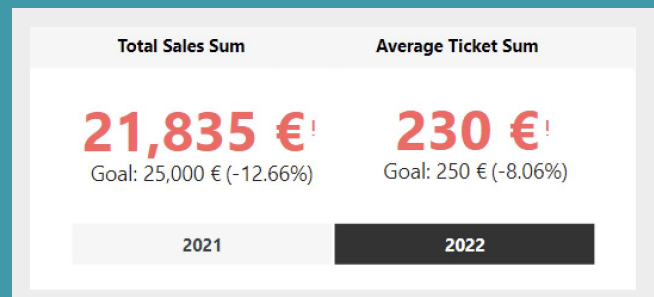 Total Sales Sum Average Ticket Sum
21,835 €! 230 €!
Goal: 25,000 € (-12.66%) Goal: 250 € (-8.06%)
2021 2022